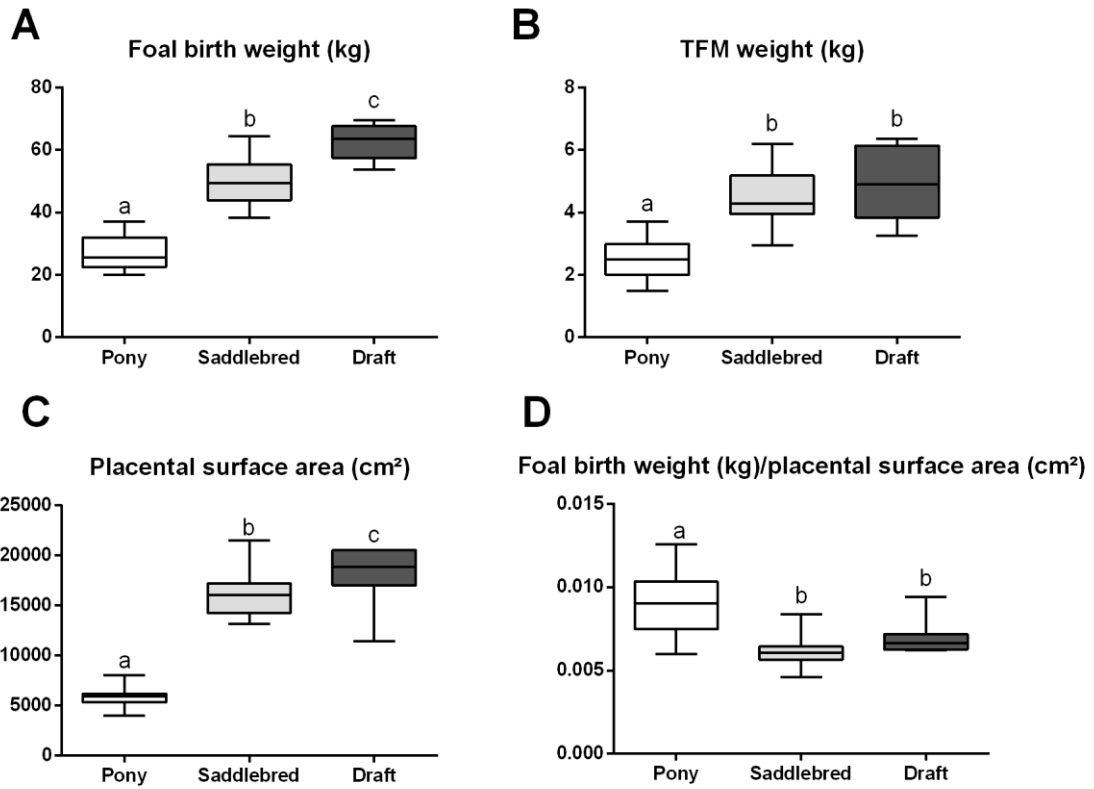 A
Foal birth weight (kg)
80
60
40
20
0
a
b
c
Pony Saddlebred Draft
B
TFM weight (kg)
8
6
4
2
0
a
b
b
Pony Saddlebred Draft
C
Placental surface area (cm²)
25000
20000
15000
10000
5000
0
a
b
c
Pony Saddlebred Draft
D
Foal birth weight (kg)/placental surface area (cm²)
0.015
0.010
0.005
0.000
a
b
b
Pony Saddlebred Draft